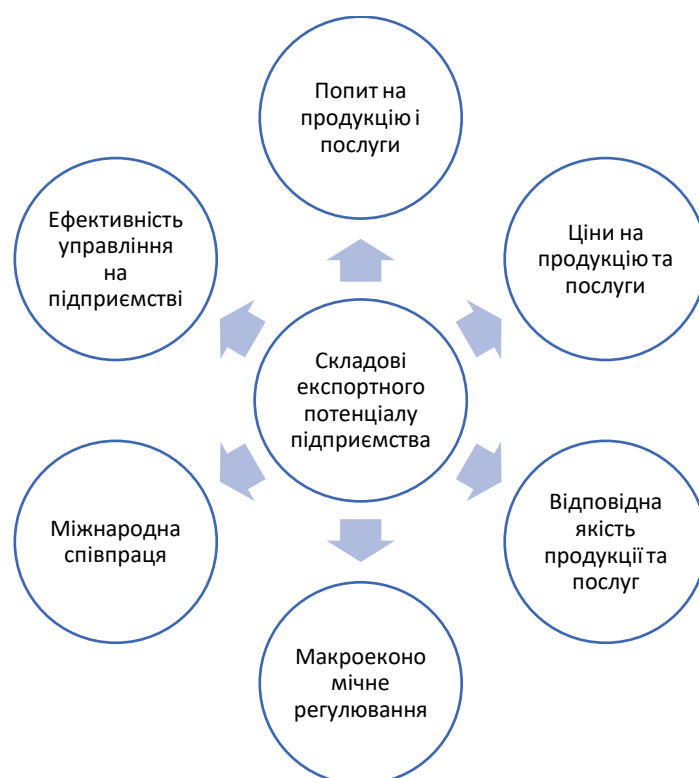 Попит на
продукцію і
послуги
Ефективність
управління
на
підприємстві
Ціни на
продукцію та
послуги
Складові
експортного
потенціалу
підприємства
Міжнародна
співпраця
Відповідна
якість
продукції та
послуг
Макроеконо
мічне
регулювання